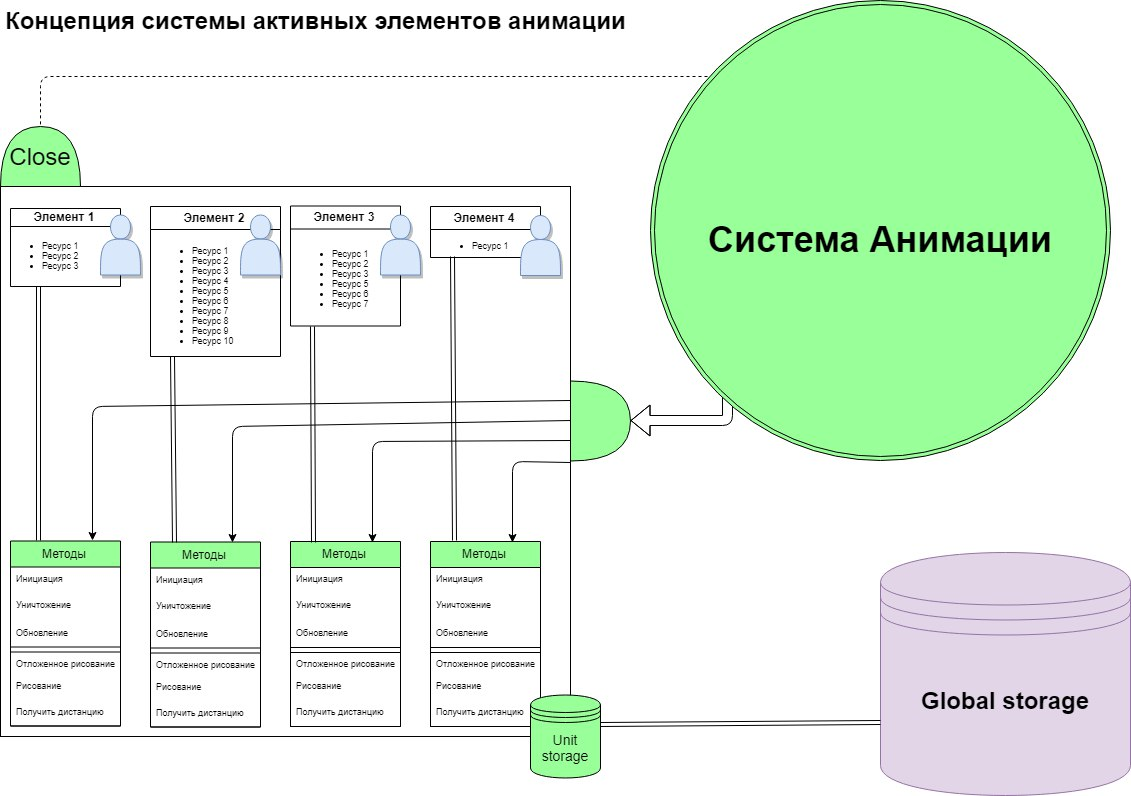 Концепция системы активных элементов анимации
Система Анимации
Close
Элемент 1
Ресурс 1
Ресурс 2
Ресурс 3
Элемент 2
Ресурс 1
Ресурс 2
Ресурс 3
Ресурс 4
Ресурс 5
Ресурс 6
Ресурс 7
Ресурс 8
Ресурс 9
Ресурс 10
Элемент 3
Ресурс 1
Ресурс 2
Ресурс 3
Ресурс 5
Ресурс 6
Ресурс 7
Элемент 4
Ресурс 1
Методы
Инициация
Уничтожение
Обновление
Отложенное рисование
Рисование
Получить дистанцию
Методы
Инициация
Уничтожение
Обновление
Отложенное рисование
Рисование
Получить дистанцию
Методы
Инициация
Уничтожение
Обновление
Отложенное рисование
Рисование
Получить дистанцию
Методы
Инициация
Уничтожение
Обновление
Отложенное рисование
Рисование
Получить дистанцию
Unit
storage
Global storage